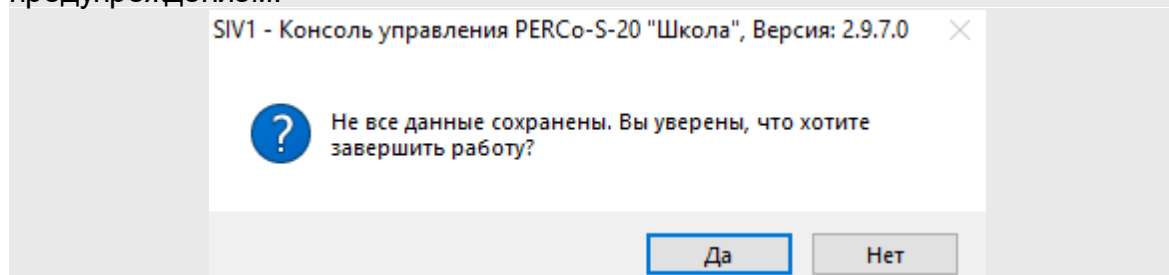 предупреждением:
SIV1 - Консоль управления PERCo-S-20 "Школа", Версия: 2.9.7.0
Не все данные сохранены. Вы уверены, что хотите
завершить работу?
Да
Нет